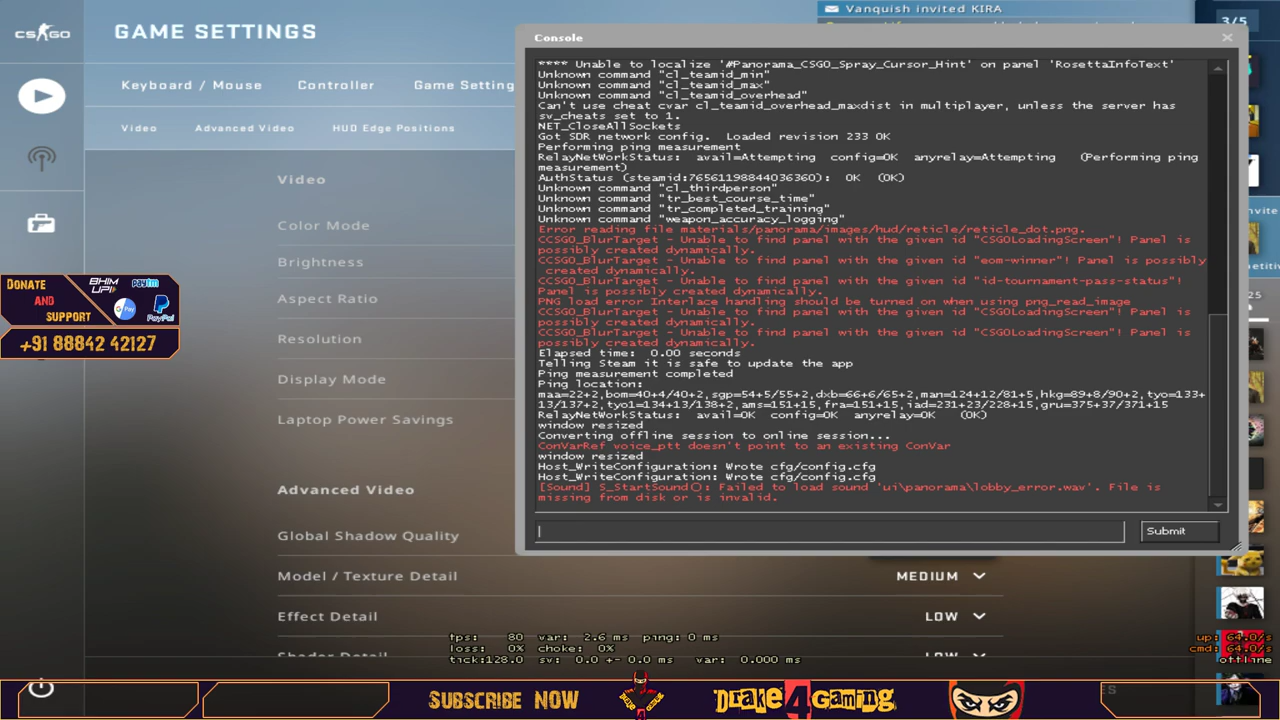 CS GO
GAME SETTINGS
Vanquish invited KIRA
3/5
Keyboard / Mouse
Controller
Game Setting
Video
Advanced Video
HUD Edge Positions
Video
Color Mode
Brightness
Aspect Ratio
Resolution
Display Mode
Laptop Power Savings
Advanced Video
Global Shadow Quality
Model / Texture Detail
MEDIUM
Effect Detail
LOW
Shader Detail
LOW
DONATE
AND
SUPPORT
BHIM
UPI
paytm
G Pay
PayPal
+91 88842 42127
Console
**** Unable to localize '#Panorama_CSGO_Spray_Cursor_Hint' on panel 'RosettaInfoText'
Unknown command "cl_teamid_min"
Unknown command "cl_teamid_max"
Unknown command "cl_teamid_overhead"
Can't use cheat cvar cl_teamid_overhead_maxdist in multiplayer, unless the server has
sv_cheats set to 1.
NET_CloseAllSockets
Got SDR network config.  Loaded revision 233 OK
Performing ping measurement
RelayNetWorkStatus:  avail=Attempting  config=OK  anyrelay=Attempting   (Performing ping
measurement)
AuthStatus (steamid:76561198844036360):  OK  (OK)
Unknown command "cl_thirdperson"
Unknown command "tr_best_course_time"
Unknown command "tr_completed_training"
Unknown command "weapon_accuracy_logging"
Error reading file materials/panorama/images/hud/reticle/reticle_dot.png.
CCSGO_BlurTarget - Unable to find panel with the given id "CSGOLoadingScreen"! Panel is
possibly created dynamically.
CCSGO_BlurTarget - Unable to find panel with the given id "eom-winner"! Panel is possibly
created dynamically.
CCSGO_BlurTarget - Unable to find panel with the given id "id-tournament-pass-status"!
Panel is possibly created dynamically.
PNG load error Interlace handling should be turned on when using png_read_image
CCSGO_BlurTarget - Unable to find panel with the given id "CSGOLoadingScreen"! Panel is
possibly created dynamically.
CCSGO_BlurTarget - Unable to find panel with the given id "CSGOLoadingScreen"! Panel is
possibly created dynamically.
Elapsed time:  0.00 seconds
Telling Steam it is safe to update the app
Ping measurement completed
Ping location:
maa=22+2,bom=40+4/40+2,sgp=54+5/55+2,dxb=66+6/65+2,man=124+12/81+5,hkg=89+8/90+2,tyo=133+
13/137+2,tyo1=134+13/138+2,ams=151+15,fra=151+15,iad=231+23/228+15,gru=375+37/371+15
RelayNetWorkStatus:  avail=OK  config=OK  anyrelay=OK   (OK)
window resized
Converting offline session to online session...
ConVarRef voice_ptt doesn't point to an existing ConVar
window resized
Host_WriteConfiguration: Wrote cfg/config.cfg
Host_WriteConfiguration: Wrote cfg/config.cfg
[Sound] S_StartSound(): Failed to load sound 'ui\panorama\lobby_error.wav'. File is
missing from disk or is invalid.
Submit
fps:   80  var:  2.6 ms  ping: 0 ms
loss:   0%  choke:  0%
tick:128.0  sv:  0.0 +- 0.0 ms   var:  0.000 ms
up: 64.0/s
cmd: 64.0/s
offline
SUBSCRIBE NOW
DRAKE 4 GAMING